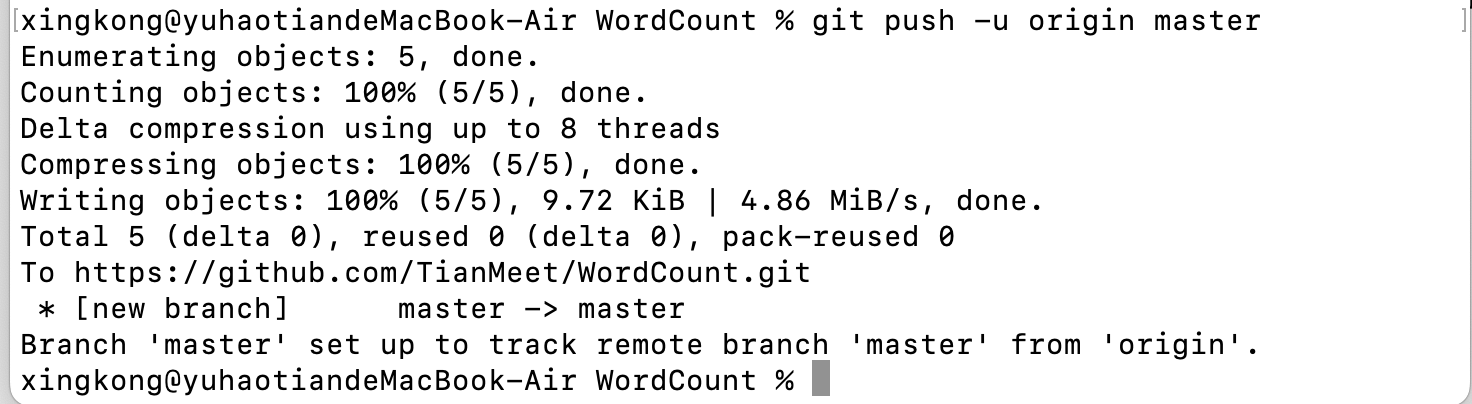 [xingkong@yuhaotiandeMacBook-Air WordCount % git push -u origin master ]
Enumerating objects: 5, done.
Counting objects: 100% (5/5), done.
Delta compression using up to 8 threads
Compressing objects: 100% (5/5), done.
Writing objects: 100% (5/5), 9.72 KiB | 4.86 MiB/s, done.
Total 5 (delta 0), reused 0 (delta 0), pack-reused 0
To https://github.com/TianMeet/WordCount.git
 * [new branch]      master -> master
Branch 'master' set up to track remote branch 'master' from 'origin'.
xingkong@yuhaotiandeMacBook-Air WordCount %